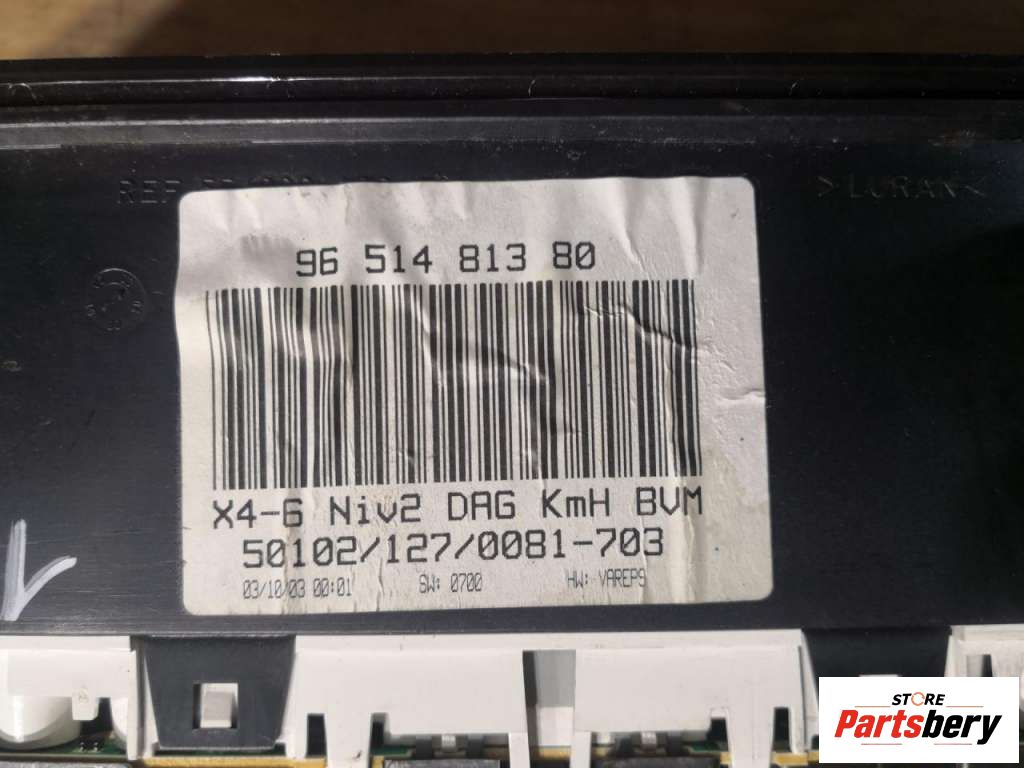 REF
>LURAN<
96 514 813 80
X4-6 Niv2 DAG KmH BVM
50102/127/0081-703
03/10/03 00:01 SW: 0700 HW: VAREPS
STORE
Partsbery